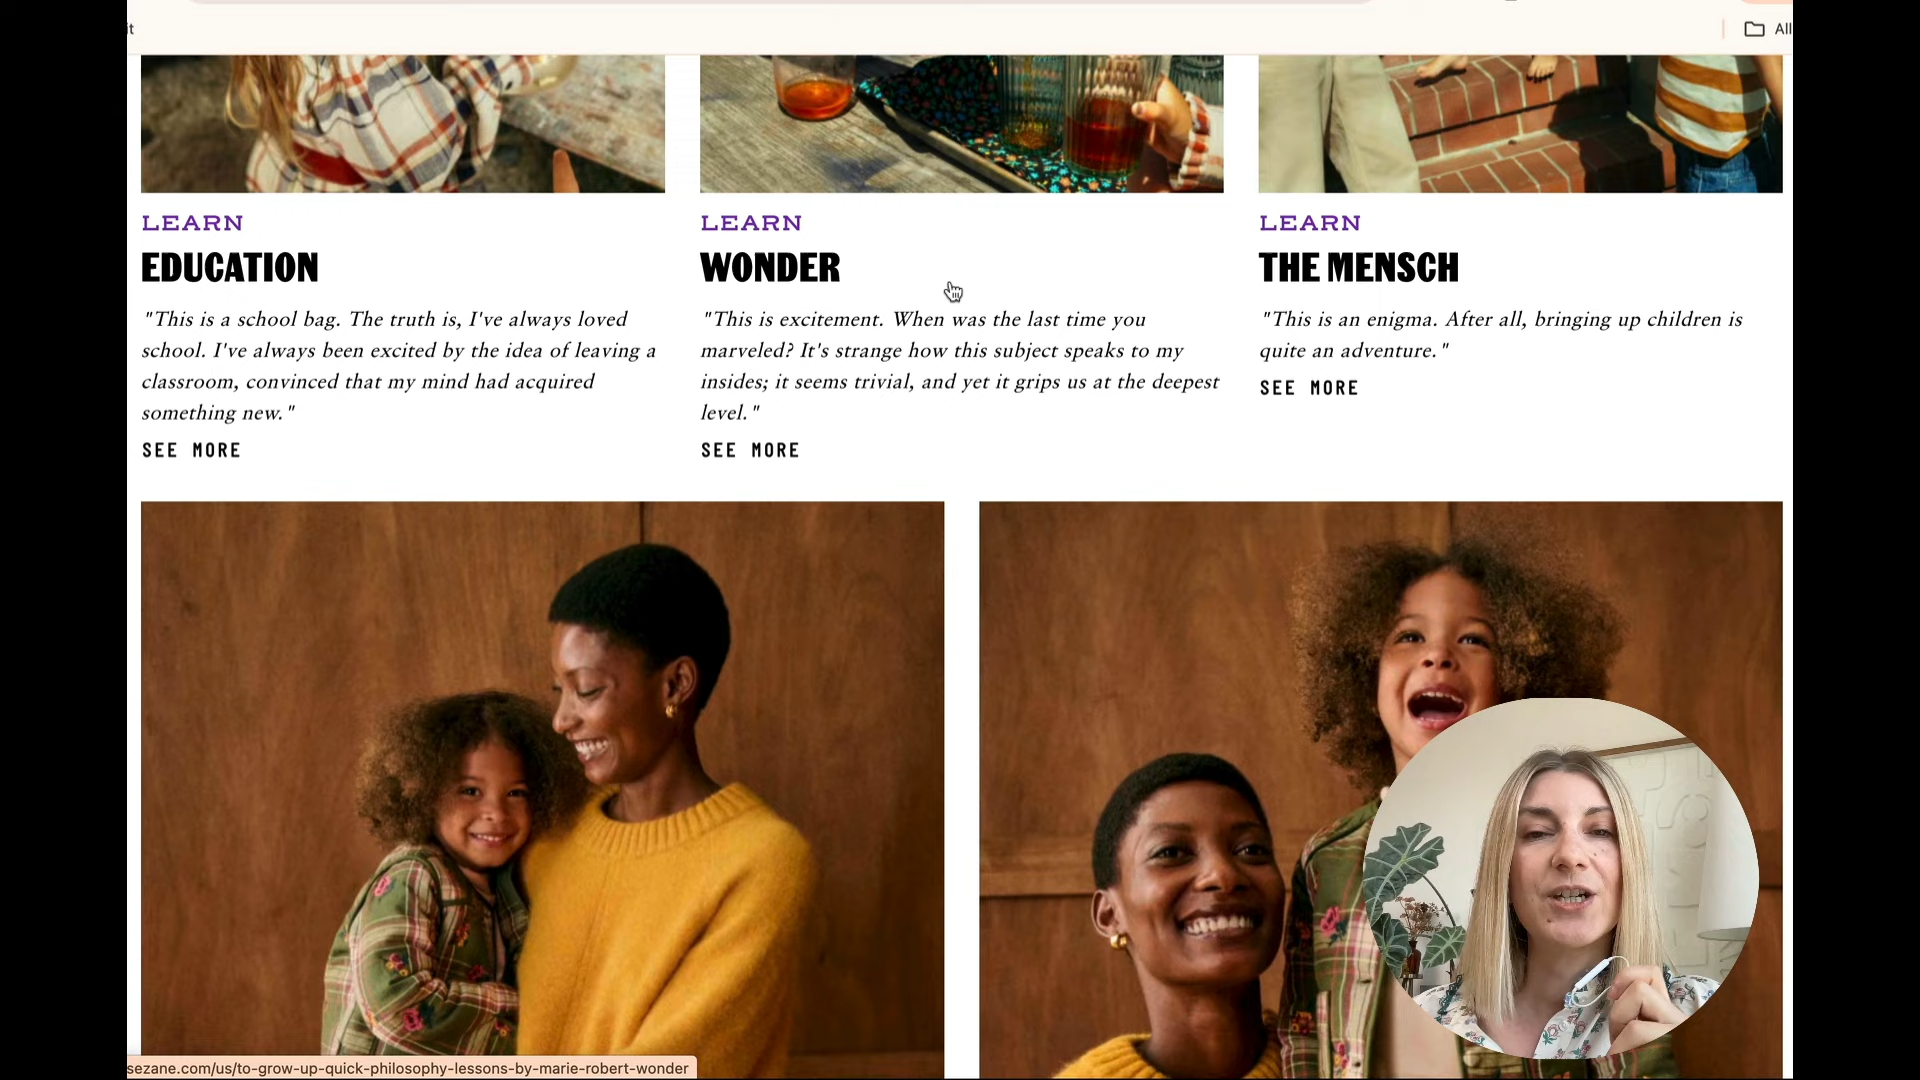 it
All
LEARN
EDUCATION
"This is a school bag. The truth is, I've always loved
school. I've always been excited by the idea of leaving a
classroom, convinced that my mind had acquired
something new."
SEE MORE
LEARN
WONDER
"This is excitement. When was the last time you
marveled? It's strange how this subject speaks to my
insides; it seems trivial, and yet it grips us at the deepest
level."
SEE MORE
LEARN
THE MENSCH
"This is an enigma. After all, bringing up children is
quite an adventure."
SEE MORE
sezane.com/us/to-grow-up-quick-philosophy-lessons-by-marie-robert-wonder